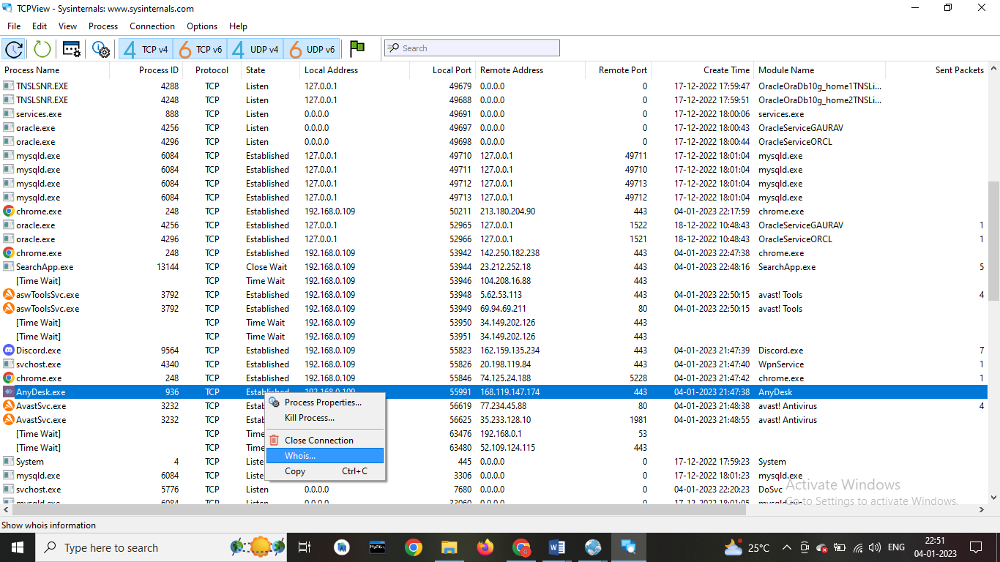 TCPView - Sysinternals: www.sysinternals.com
File Edit View Process Connection Options Help
4 TCP v4 6 TCP v6 4 UDP v4 6 UDP v6 Search
Process Name Process ID Protocol State Local Address Local Port Remote Address Remote Port Create Time Module Name Sent Packets
TNSLSNR.EXE 4288 TCP Listen 127.0.0.1 49679 0.0.0.0 0 17-12-2022 17:59:47 OracleOraDb10g_home1TNSLi...
TNSLSNR.EXE 4248 TCP Listen 127.0.0.1 49688 0.0.0.0 0 17-12-2022 17:59:51 OracleOraDb10g_home2TNSLi...
services.exe 888 TCP Listen 0.0.0.0 49691 0.0.0.0 0 17-12-2022 18:00:06 services.exe
oracle.exe 4256 TCP Listen 0.0.0.0 49697 0.0.0.0 0 17-12-2022 18:00:43 OracleServiceGAURAV
oracle.exe 4296 TCP Listen 0.0.0.0 49698 0.0.0.0 0 17-12-2022 18:00:44 OracleServiceORCL
mysqld.exe 6084 TCP Established 127.0.0.1 49710 127.0.0.1 49711 17-12-2022 18:01:04 mysqld.exe
mysqld.exe 6084 TCP Established 127.0.0.1 49711 127.0.0.1 49710 17-12-2022 18:01:04 mysqld.exe
mysqld.exe 6084 TCP Established 127.0.0.1 49712 127.0.0.1 49713 17-12-2022 18:01:04 mysqld.exe
mysqld.exe 6084 TCP Established 127.0.0.1 49713 127.0.0.1 49712 17-12-2022 18:01:04 mysqld.exe
chrome.exe 248 TCP Established 192.168.0.109 50211 213.180.204.90 443 04-01-2023 22:17:59 chrome.exe
oracle.exe 4256 TCP Established 127.0.0.1 52965 127.0.0.1 1522 18-12-2022 10:48:43 OracleServiceGAURAV 1
oracle.exe 4296 TCP Established 127.0.0.1 52966 127.0.0.1 1521 18-12-2022 10:48:43 OracleServiceORCL 1
chrome.exe 248 TCP Established 192.168.0.109 53942 142.250.182.238 443 04-01-2023 22:47:38 chrome.exe
SearchApp.exe 13144 TCP Close Wait 192.168.0.109 53944 23.212.252.18 443 04-01-2023 22:48:16 SearchApp.exe 5
[Time Wait] TCP Time Wait 192.168.0.109 53946 104.208.16.88 443
aswToolsSvc.exe 3792 TCP Established 192.168.0.109 53948 5.62.53.113 443 04-01-2023 22:50:15 avast! Tools 4
aswToolsSvc.exe 3792 TCP Established 192.168.0.109 53949 69.94.69.211 80 04-01-2023 22:50:15 avast! Tools
[Time Wait] TCP Time Wait 192.168.0.109 53950 34.149.202.126 443
[Time Wait] TCP Time Wait 192.168.0.109 53951 34.149.202.126 443
Discord.exe 9564 TCP Established 192.168.0.109 55823 162.159.135.234 443 04-01-2023 21:47:39 Discord.exe 7
svchost.exe 4340 TCP Established 192.168.0.109 55826 20.198.119.84 443 04-01-2023 21:47:40 WpnService 1
chrome.exe 248 TCP Established 192.168.0.109 55846 74.125.24.188 5228 04-01-2023 21:47:42 chrome.exe 1
AnyDesk.exe 936 TCP Established 192.168.0.109 55991 168.119.147.174 443 04-01-2023 21:47:38 AnyDesk
AvastSvc.exe 3232 TCP Esta 56619 77.234.45.88 80 04-01-2023 21:48:38 avast! Antivirus 4
AvastSvc.exe 3232 TCP Esta 56625 35.233.128.10 1981 04-01-2023 21:48:55 avast! Antivirus
[Time Wait] TCP Time 63476 192.168.0.1 53
[Time Wait] TCP Time 63480 52.109.124.115 443
System 4 TCP Liste 445 0.0.0.0 0 17-12-2022 17:59:23 System
mysqld.exe 6084 TCP Liste 3306 0.0.0.0 0 17-12-2022 18:01:23 mysqld.exe
svchost.exe 5776 TCP Listen 0.0.0.0 7680 0.0.0.0 0 04-01-2023 22:20:23 DoSvc
mysqld.exe 6084 TCP Listen 0.0.0.0 33060 0.0.0.0 0 17-12-2022 18:01:05 mysqld.exe
Process Properties...
Kill Process...
Close Connection
Whois...
Copy Ctrl+C
Activate Windows
Go to Settings to activate Windows.
Show whois information
Type here to search
MySQL
25°C ENG 22:51
04-01-2023